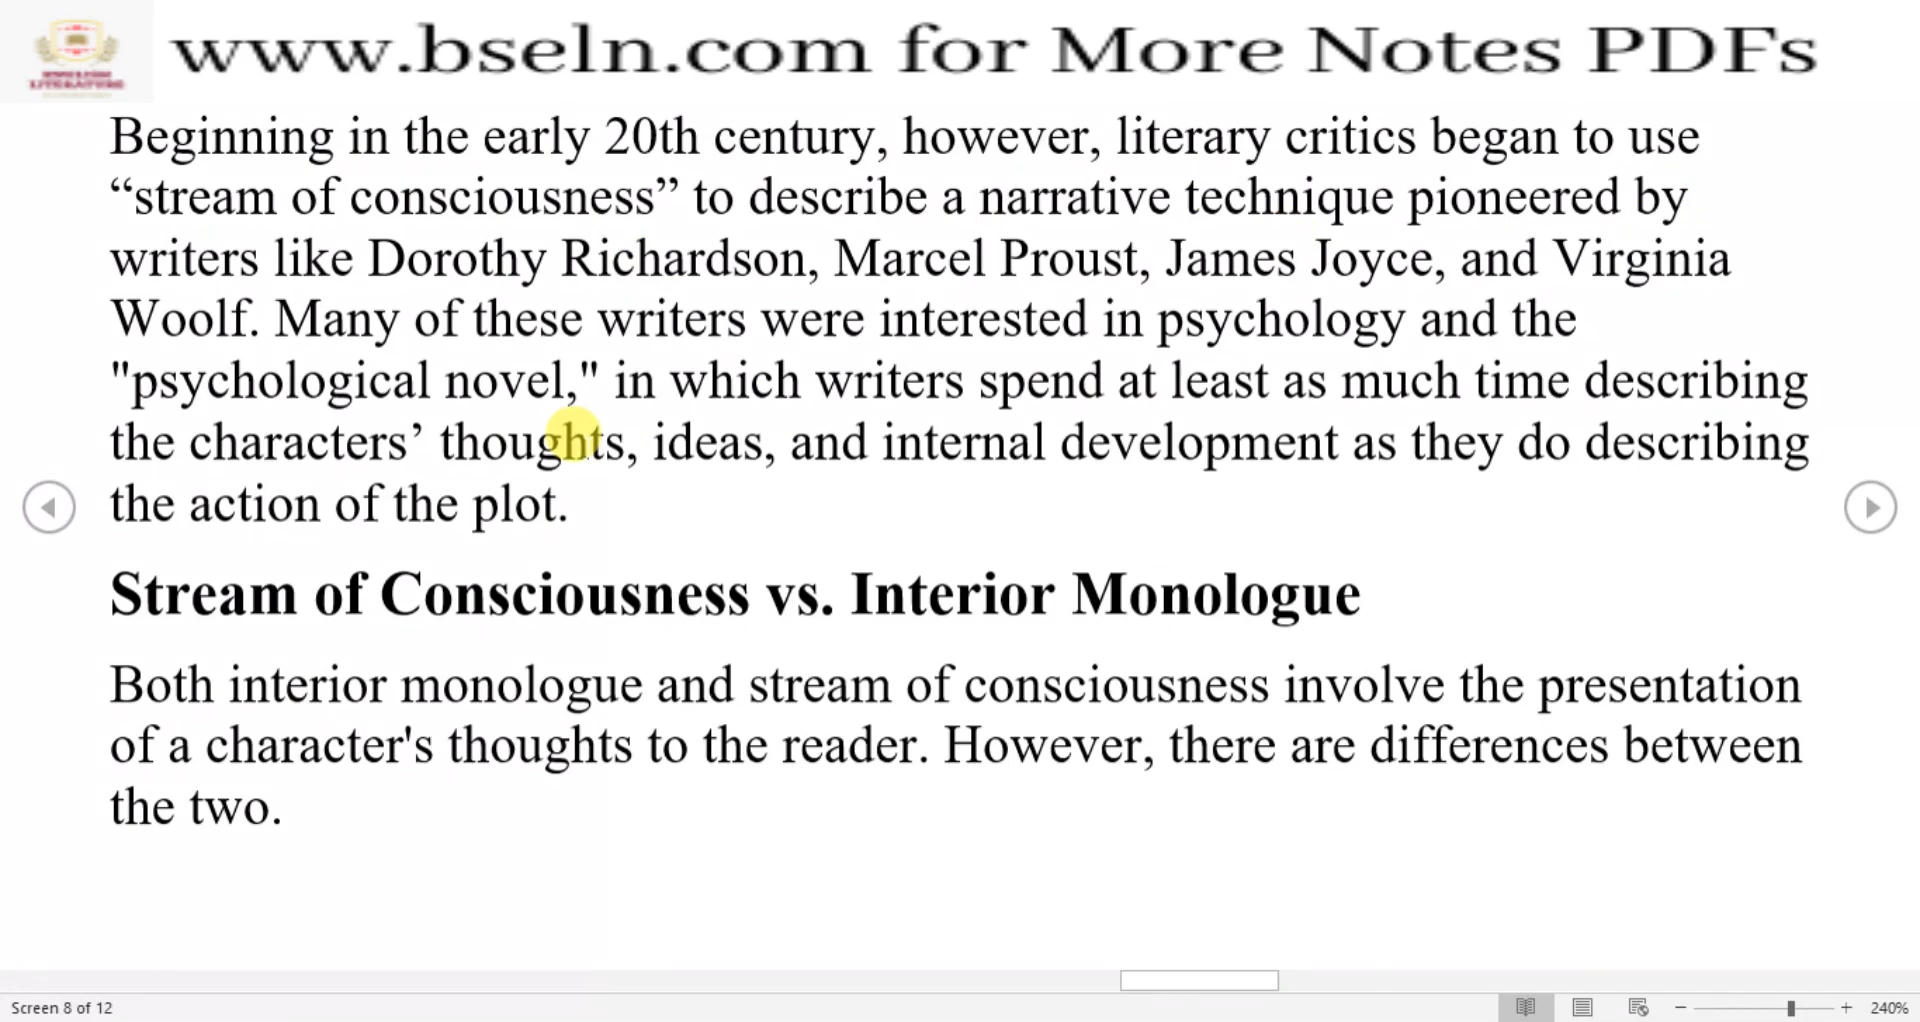 www.bseln.com for More Notes PDFs
Beginning in the early 20th century, however, literary critics began to use
“stream of consciousness” to describe a narrative technique pioneered by
writers like Dorothy Richardson, Marcel Proust, James Joyce, and Virginia
Woolf. Many of these writers were interested in psychology and the
"psychological novel," in which writers spend at least as much time describing
the characters’ thoughts, ideas, and internal development as they do describing
the action of the plot.
Stream of Consciousness vs. Interior Monologue
Both interior monologue and stream of consciousness involve the presentation
of a character's thoughts to the reader. However, there are differences between
the two.
Screen 8 of 12
240%